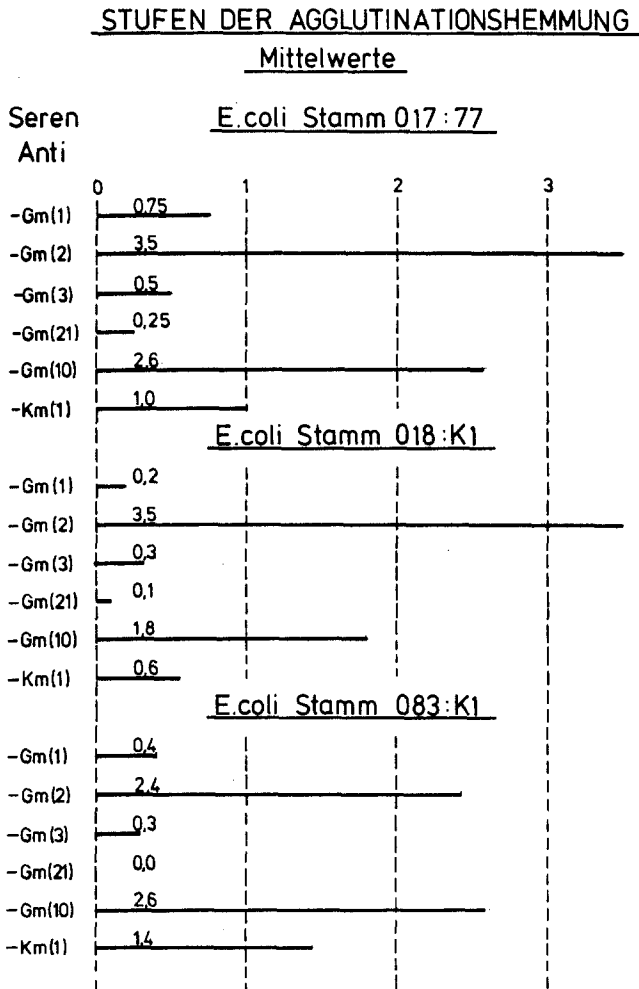 STUFEN DER AGGLUTINATIONSHEMMUNG
Mittelwerte
Seren
Anti
E.coli Stamm 017:77
0 1 2 3
-Gm(1) 0,75
-Gm(2) 3,5
-Gm(3) 0,5
-Gm(21) 0,25
-Gm(10) 2,6
-Km(1) 1,0
E.coli Stamm 018:K1
-Gm(1) 0,2
-Gm(2) 3,5
-Gm(3) 0,3
-Gm(21) 0,1
-Gm(10) 1,8
-Km(1) 0,6
E.coli Stamm 083:K1
-Gm(1) 0,4
-Gm(2) 2,4
-Gm(3) 0,3
-Gm(21) 0,0
-Gm(10) 2,6
-Km(1) 1,4